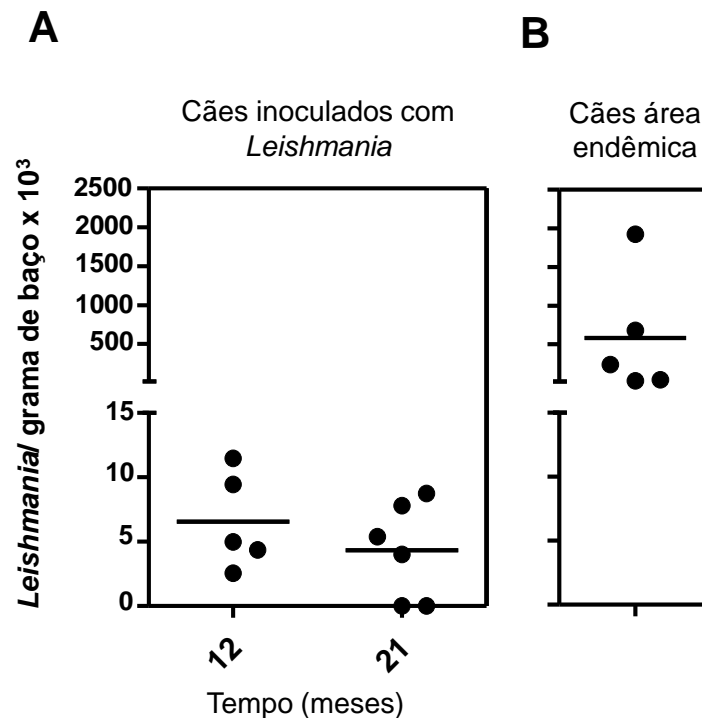 A
B
Cães inoculados com
Leishmania
Cães área
endêmica
Leishmania/ grama de baço x 10³
2500
2000
1500
1000
500
15
10
5
0
12
21
Tempo (meses)